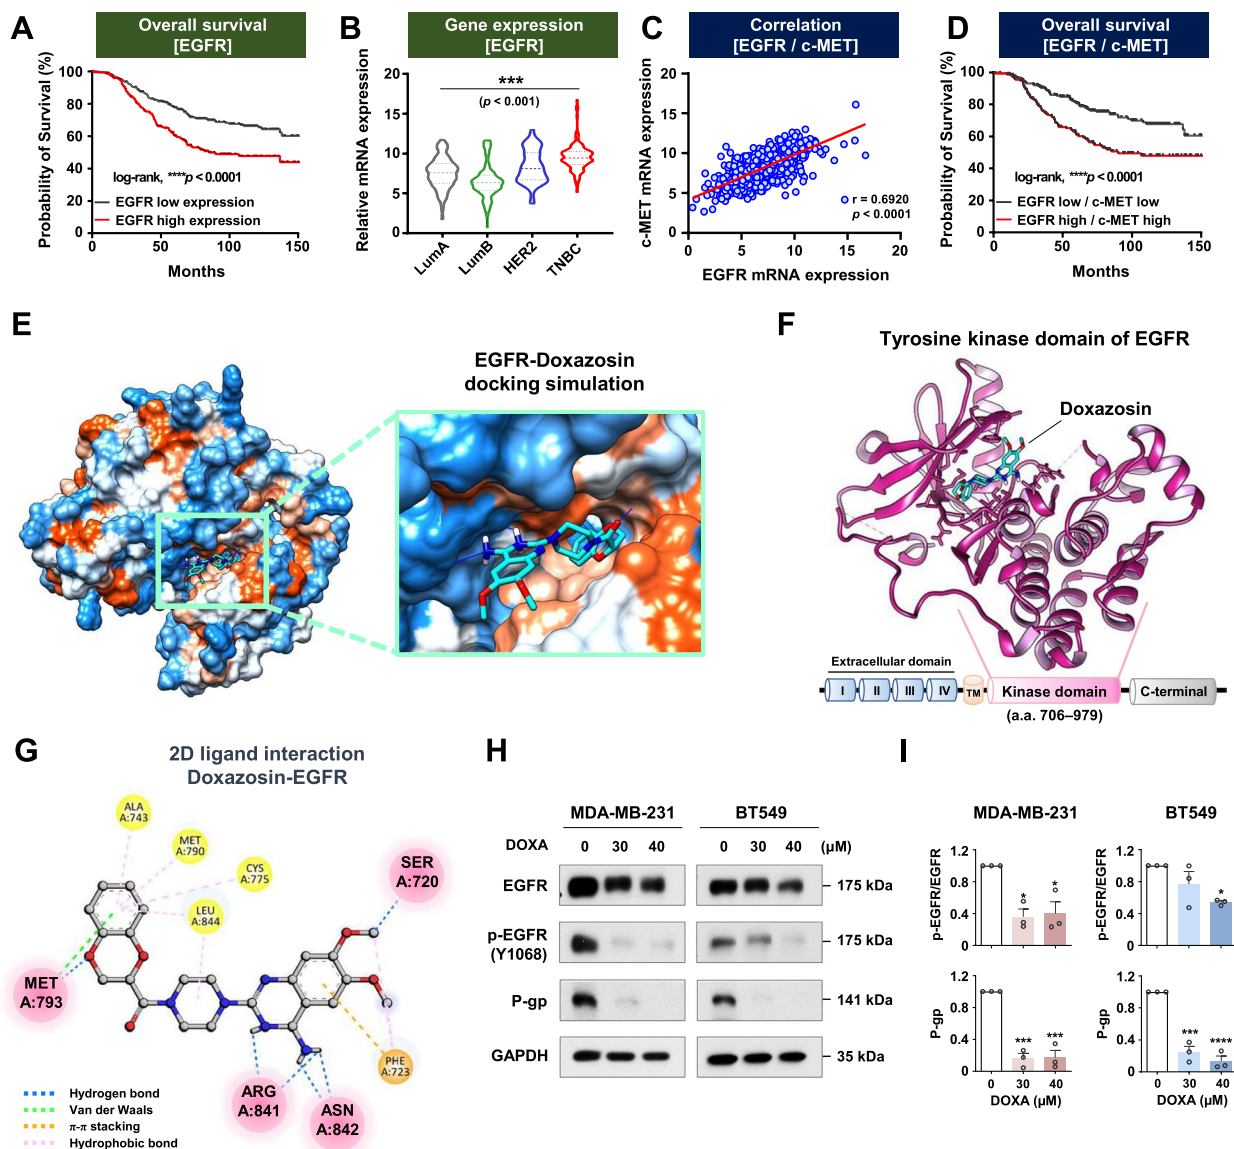 A
Overall survival
[EGFR]
Probability of Survival (%)
100
80
60
40
20
0
log-rank, ****p < 0.0001
EGFR low expression
EGFR high expression
0 50 100 150
Months
B
Gene expression
[EGFR]
Relative mRNA expression
20
15
10
5
0
***
(p < 0.001)
LumA LumB HER2 TNBC
C
Correlation
[EGFR / c-MET]
c-MET mRNA expression
20
15
10
5
0
r = 0.6920
p < 0.0001
0 5 10 15 20
EGFR mRNA expression
D
Overall survival
[EGFR / c-MET]
Probability of Survival (%)
100
80
60
40
20
0
log-rank, ****p < 0.0001
EGFR low / c-MET low
EGFR high / c-MET high
0 50 100 150
Months
E
EGFR-Doxazosin
docking simulation
F
Tyrosine kinase domain of EGFR
Doxazosin
Extracellular domain
I II III IV TM Kinase domain C-terminal
(a.a. 706–979)
G
2D ligand interaction
Doxazosin-EGFR
ALA
A:743
MET
A:790
CYS
A:775
LEU
A:844
SER
A:720
MET
A:793
PHE
A:723
ARG
A:841
ASN
A:842
Hydrogen bond
Van der Waals
π-π stacking
Hydrophobic bond
H
MDA-MB-231 BT549
DOXA 0 30 40 0 30 40 (μM)
EGFR 175 kDa
p-EGFR
(Y1068)
175 kDa
P-gp 141 kDa
GAPDH 35 kDa
I
MDA-MB-231
p-EGFR/EGFR
1.2
0.8
0.4
0
* *
P-gp
1.2
0.8
0.4
0
*** ***
0 30 40
DOXA (μM)
BT549
p-EGFR/EGFR
1.2
0.8
0.4
0
*
P-gp
1.2
0.8
0.4
0
*** ****
0 30 40
DOXA (μM)